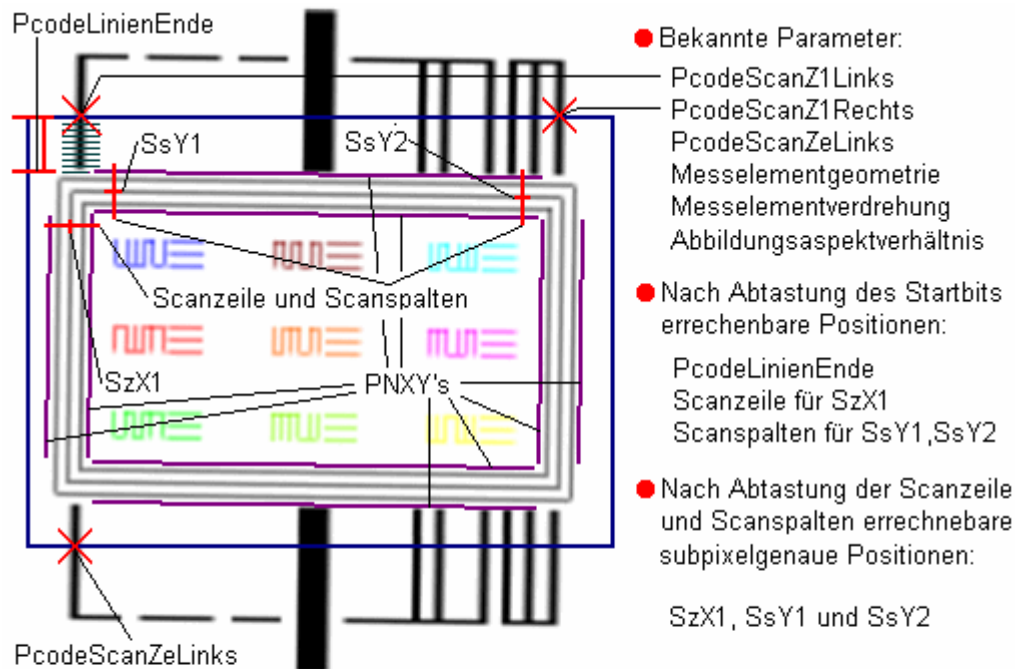 PcodeLinienEnde
SsY1
SsY2
Scanzeile und Scanspalten
SzX1
PNXY's
PcodeScanZeLinks
Bekannte Parameter:
PcodeScanZ1Links
PcodeScanZ1Rechts
PcodeScanZeLinks
Messelementgeometrie
Messelementverdrehung
Abbildungsaspektverhältnis
Nach Abtastung des Startbits
errechenbare Positionen:
PcodeLinienEnde
Scanzeile für SzX1
Scanspalten für SsY1,SsY2
Nach Abtastung der Scanzeile
und Scanspalten errechnebare
subpixelgenaue Positionen:
SzX1, SsY1 und SsY2